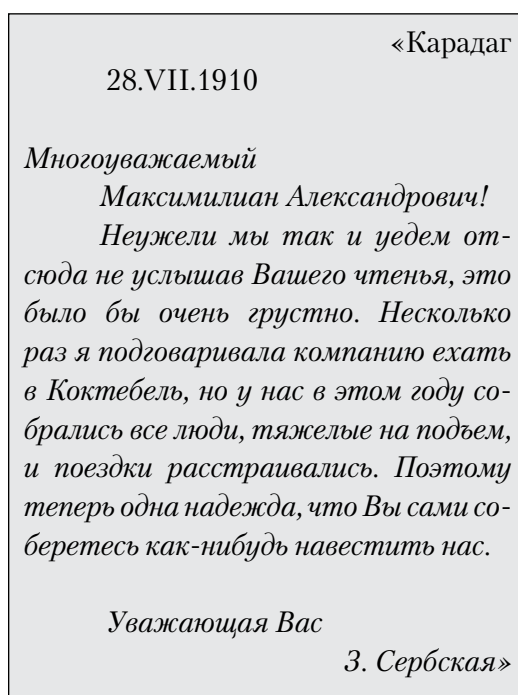 «Карадаг
28.VII.1910
Многоуважаемый
Максимилиан Александрович!
Неужели мы так и уедем от-
сюда не услышав Вашего чтенья, это
было бы очень грустно. Несколько
раз я подговаривала компанию ехать
в Коктебель, но у нас в этом году со-
брались все люди, тяжелые на подъем,
и поездки расстраивались. Поэтому
теперь одна надежда, что Вы сами со-
беретесь как-нибудь навестить нас.
Уважающая Вас
З. Сербская»